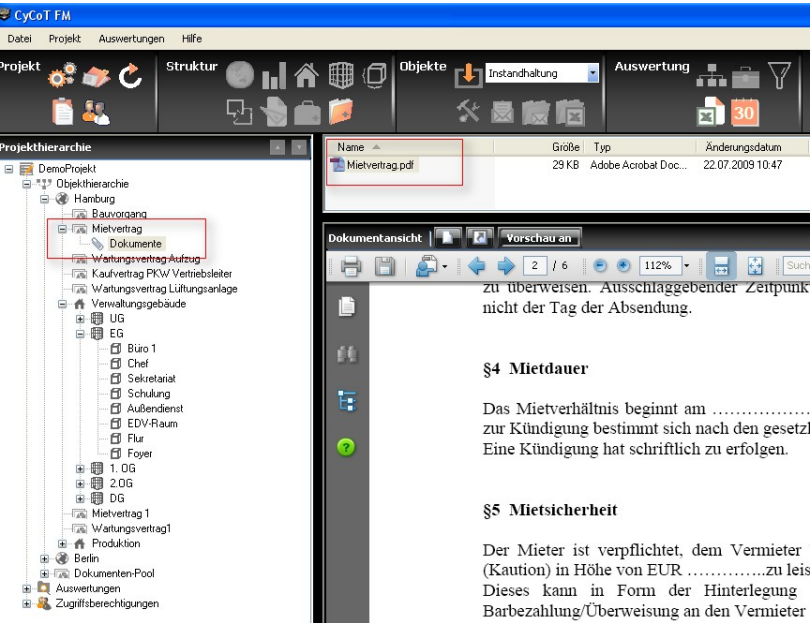 CyCoT FM
Datei Projekt Auswertungen Hilfe
Projekt Struktur Objekte Instandhaltung Auswertung
30
Projekthierarchie
DemoProjekt
Objekthierarchie
Hamburg
Bauvorgang
Mietvertrag
Dokumente
Wartungsvertrag Aufzug
Kaufvertrag PKW Vertriebsleiter
Wartungsvertrag Lüftungsanlage
Verwaltungsgebäude
UG
EG
Büro 1
Chef
Sekretariat
Schulung
Außendienst
EDV-Raum
Flur
Foyer
1. OG
2.OG
DG
Mietvertrag 1
Wartungsvertrag1
Produktion
Berlin
Dokumenten-Pool
Auswertungen
Zugriffsberechtigungen
Name Größe Typ Änderungsdatum
Mietvertrag.pdf 29 KB Adobe Acrobat Doc... 22.07.2009 10:47
Dokumentansicht Vorschau an
2 / 6 112% Such
zu überweisen. Ausschlaggebender Zeitpunkt
nicht der Tag der Absendung.
§4 Mietdauer
Das Mietverhältnis beginnt am ………………
zur Kündigung bestimmt sich nach den gesetzl
Eine Kündigung hat schriftlich zu erfolgen.
§5 Mietsicherheit
Der Mieter ist verpflichtet, dem Vermieter
(Kaution) in Höhe von EUR …………..zu leis
Dieses kann in Form der Hinterlegung
Barbezahlung/Überweisung an den Vermieter